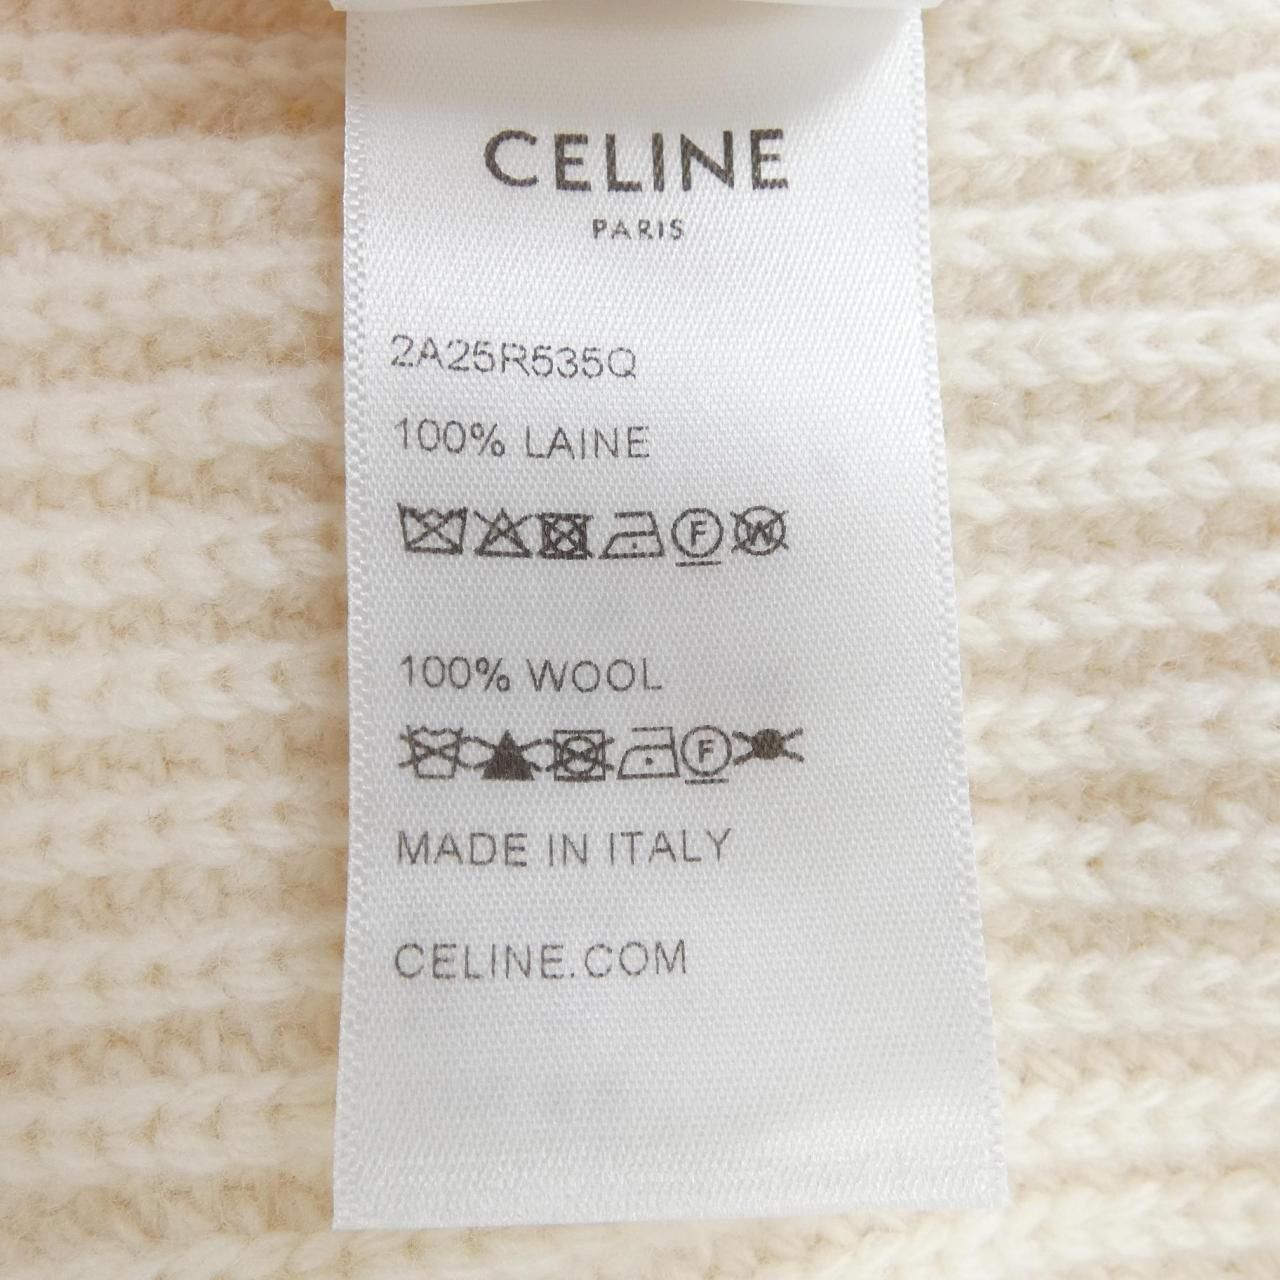 CELINE
PARIS
2A25R535Q
100% LAINE
F W
100% WOOL
F
MADE IN ITALY
CELINE.COM